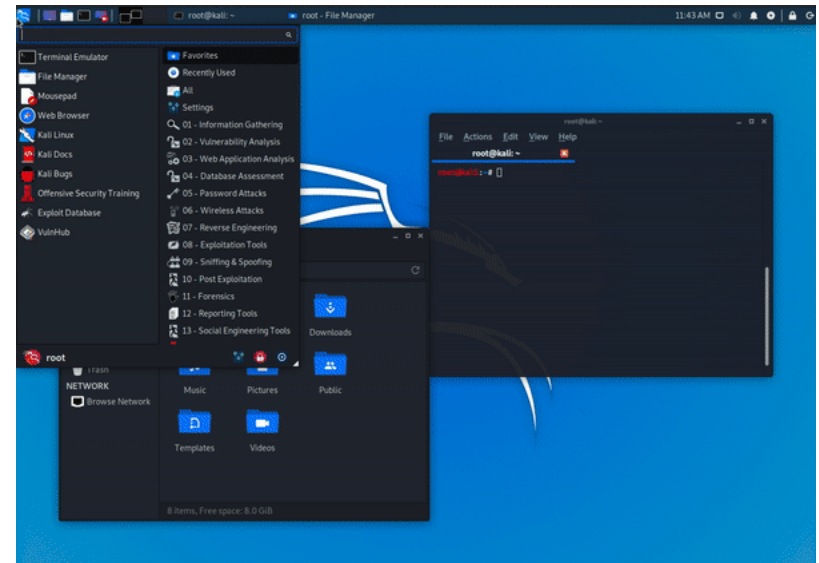 root@kali: ~
root - File Manager
11:43 AM
Terminal Emulator
File Manager
Mousepad
Web Browser
Kali Linux
Kali Docs
Kali Bugs
Offensive Security Training
Exploit Database
VulnHub
Favorites
Recently Used
All
Settings
01 - Information Gathering
02 - Vulnerability Analysis
03 - Web Application Analysis
04 - Database Assessment
05 - Password Attacks
06 - Wireless Attacks
07 - Reverse Engineering
08 - Exploitation Tools
09 - Sniffing & Spoofing
10 - Post Exploitation
11 - Forensics
12 - Reporting Tools
13 - Social Engineering Tools
root
root@kali: ~
File Actions Edit View Help
root@kali: ~
root@kali:~#
Downloads
Trash
NETWORK
Browse Network
Music Pictures Public
Templates Videos
8 items, Free space: 8.0 GiB